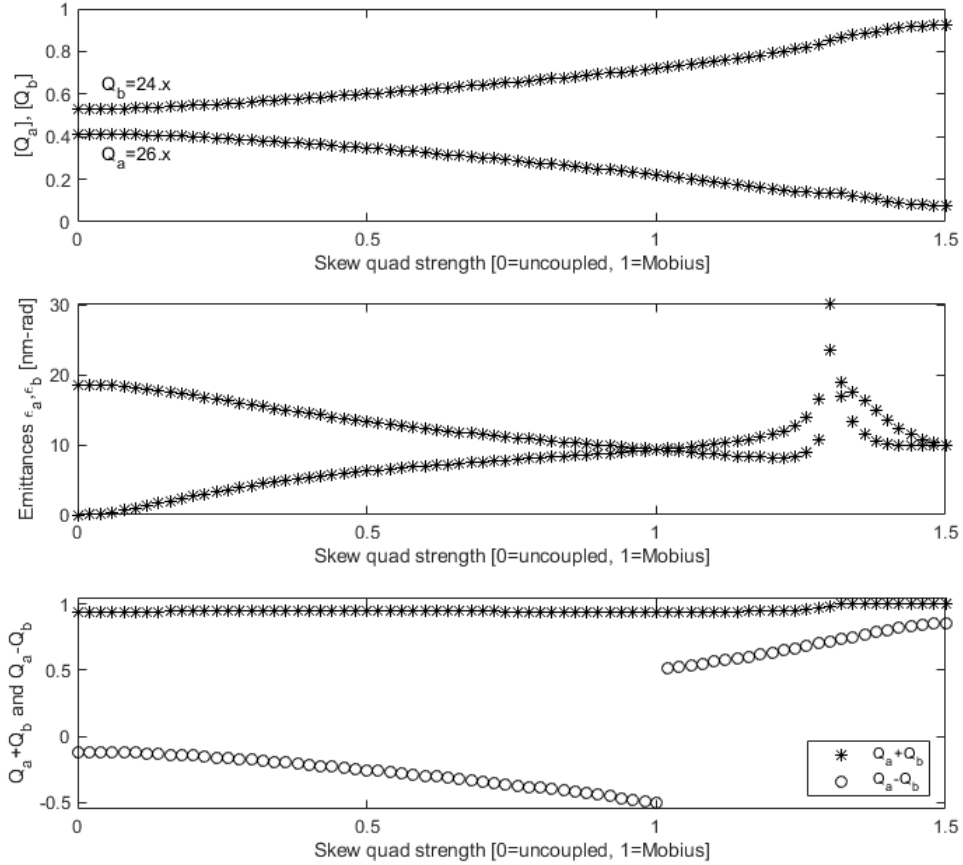 1
0.8
0.6
0.4
0.2
0
[Q_a], [Q_b]
Q_b=24.x
Q_a=26.x
0 0.5 1 1.5
Skew quad strength [0=uncoupled, 1=Mobius]
30
20
10
0
Emittances ϵ_a,ϵ_b [nm-rad]
0 0.5 1 1.5
Skew quad strength [0=uncoupled, 1=Mobius]
1
0.5
0
-0.5
Q_a+Q_b and Q_a-Q_b
Q_a+Q_b
Q_a-Q_b
0 0.5 1 1.5
Skew quad strength [0=uncoupled, 1=Mobius]